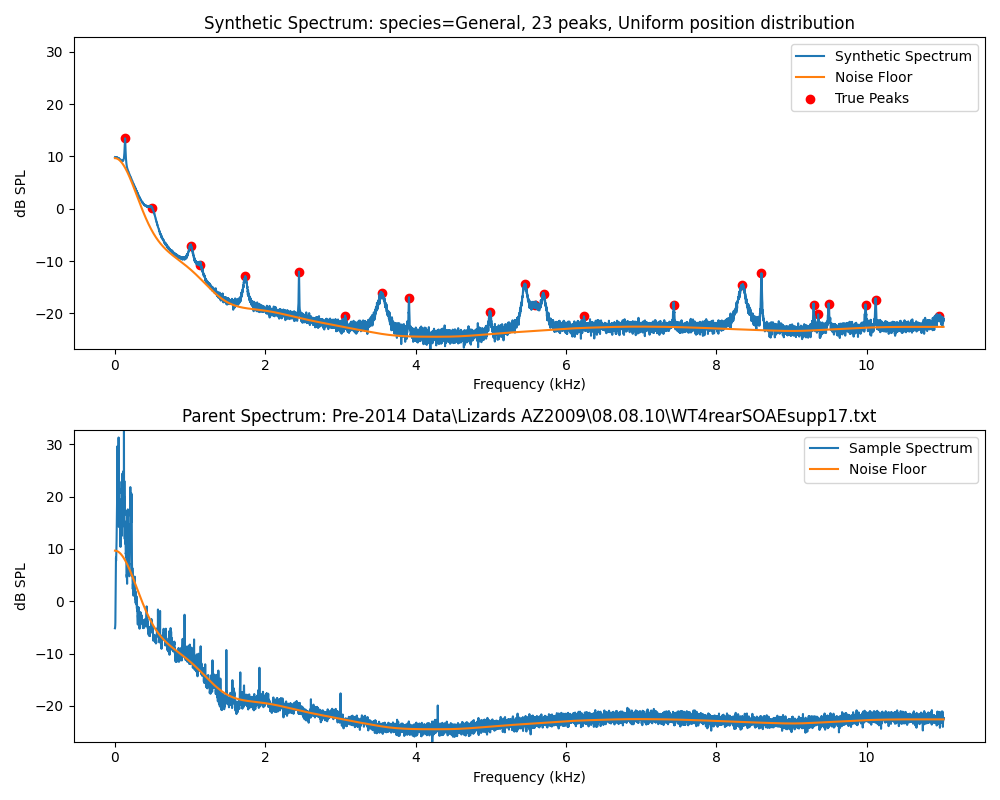 Synthetic Spectrum: species=General, 23 peaks, Uniform position distribution
30
20
10
0
−10
−20
dB SPL
Synthetic Spectrum
Noise Floor
True Peaks
0 2 4 6 8 10
Frequency (kHz)
Parent Spectrum: Pre-2014 Data\Lizards AZ2009\08.08.10\WT4rearSOAEsupp17.txt
30
20
10
0
−10
−20
dB SPL
Sample Spectrum
Noise Floor
0 2 4 6 8 10
Frequency (kHz)